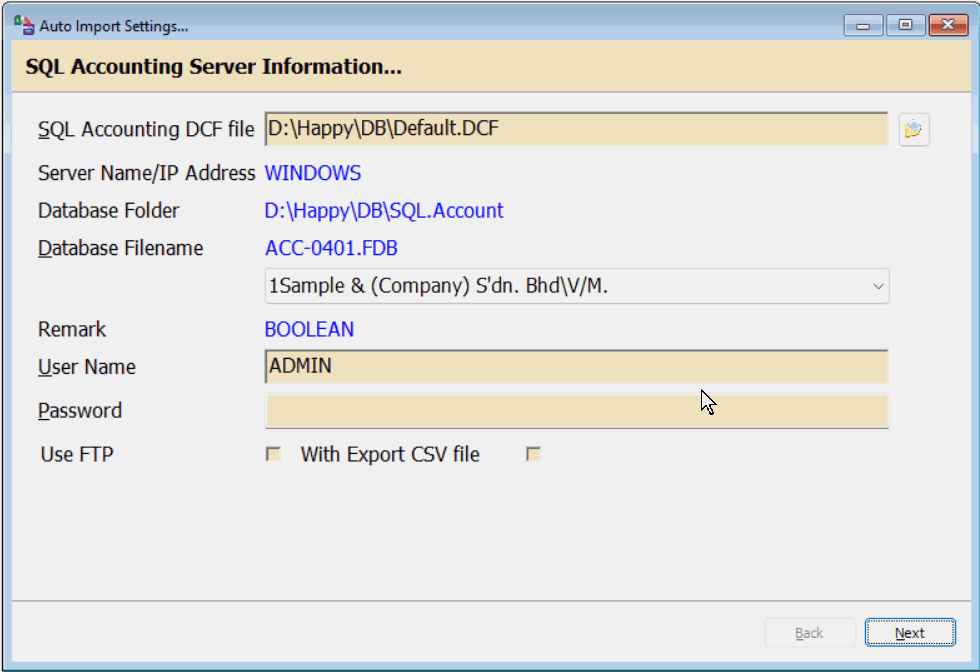 Auto Import Settings...
SQL Accounting Server Information...
SQL Accounting DCF file D:\Happy\DB\Default.DCF
Server Name/IP Address WINDOWS
Database Folder D:\Happy\DB\SQL.Account
Database Filename ACC-0401.FDB
1Sample & (Company) S'dn. Bhd\V/M.
Remark BOOLEAN
User Name ADMIN
Password
Use FTP With Export CSV file
Back Next